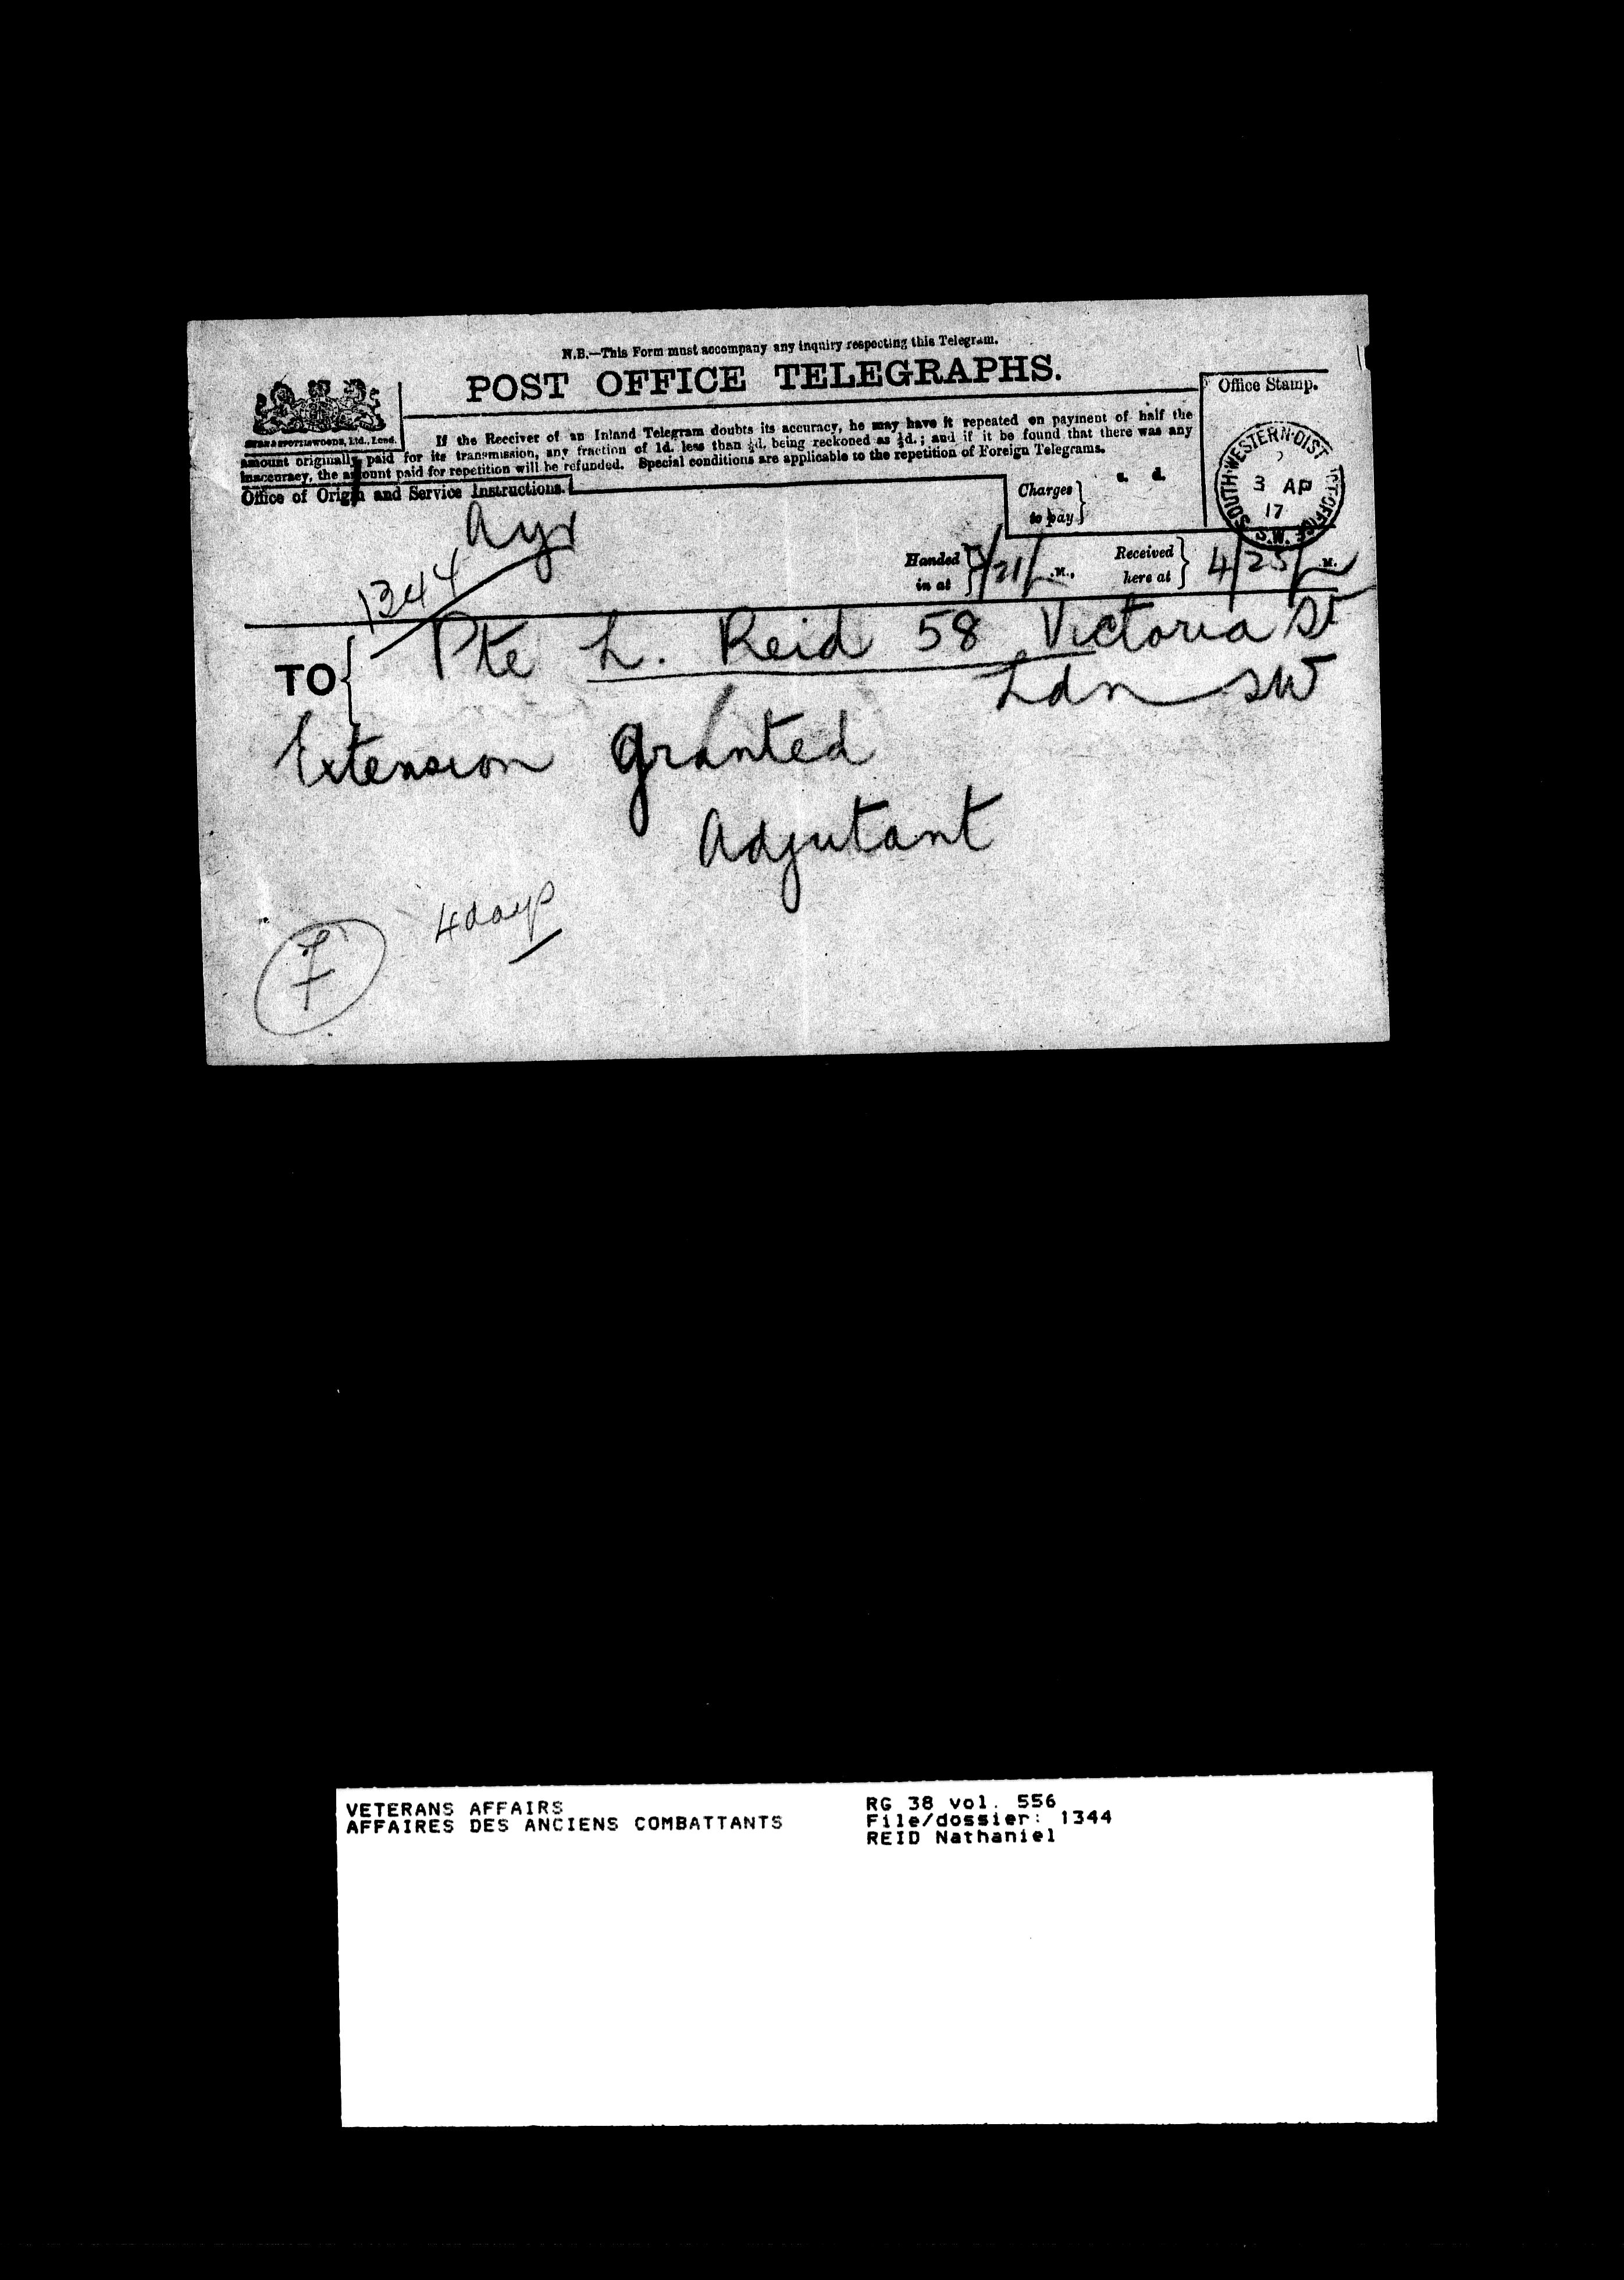 N.B.—This Form must accompany any inquiry respecting this Telegram.
POST OFFICE TELEGRAPHS.
Office Stamp.
SPOTTISWOODE, Ltd., Lond.
If the Receiver of an Inland Telegram doubts its accuracy, he may have it repeated on payment of half the
amount originally paid for its transmission, any fraction of 1d. less than ½d. being reckoned as ½d.; and if it be found that there was any
inaccuracy, the amount paid for repetition will be refunded. Special conditions are applicable to the repetition of Foreign Telegrams.
SOUTH·WESTERN·DISTRICT·OFFICE
3 AP
17
S.W.
Office of Origin and Service Instructions.
Charges to pay } s. d.
Ayr
1344
Handed in at } /21/ .M.,
Received here at } 4/25/ .M.
TO { Pte L. Reid 58 Victoria St
Ldn SW
Extension granted
Adjutant
4 days
7
VETERANS AFFAIRS
AFFAIRES DES ANCIENS COMBATTANTS
RG 38 vol. 556
File/dossier: 1344
REID Nathaniel